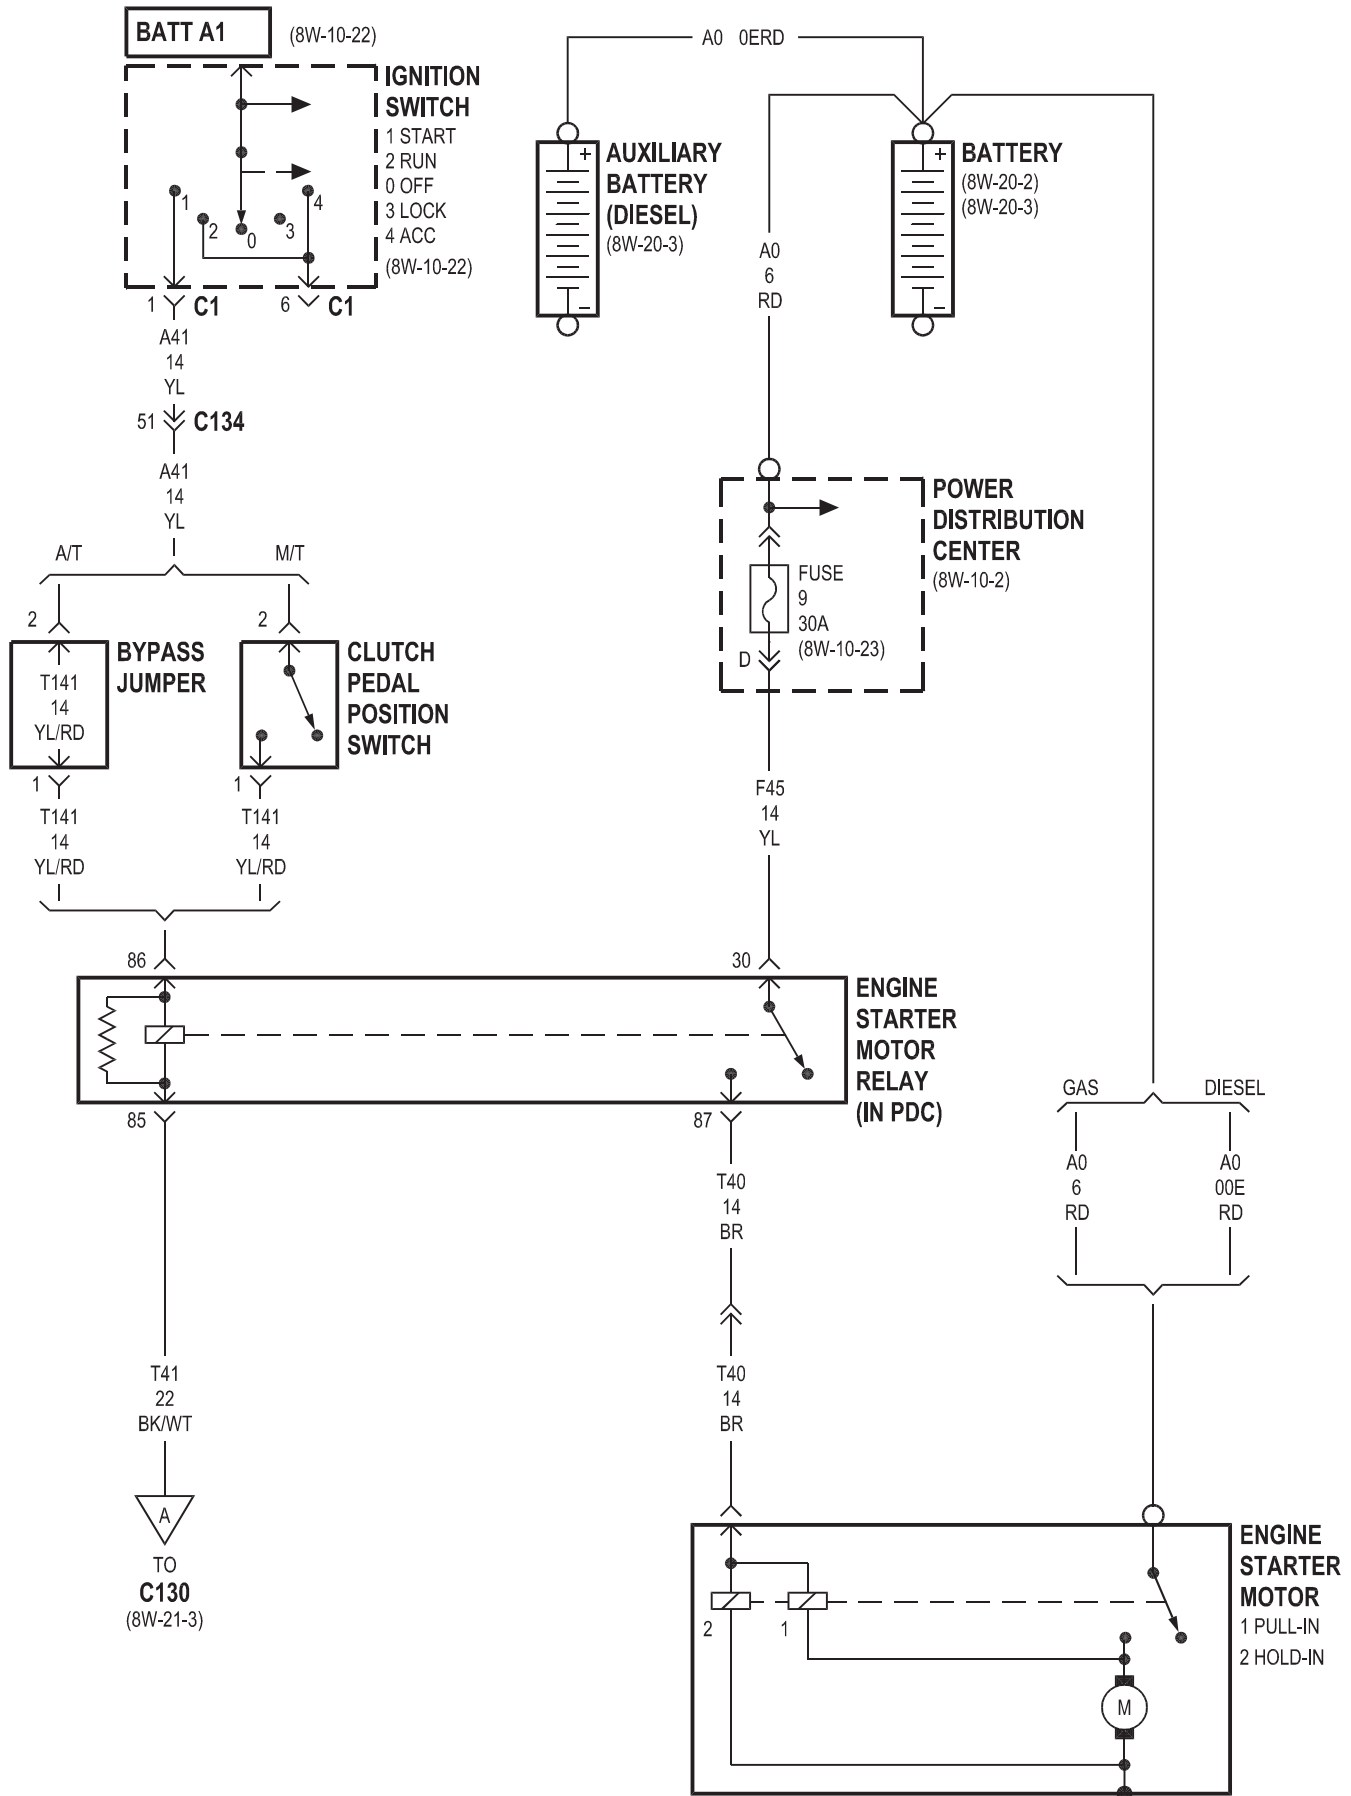 BATT A1
(8W-10-22)
IGNITION
SWITCH
1 START
2 RUN
0 OFF
3 LOCK
4 ACC
(8W-10-22)
1
2
0
3
4
1
C1
6
C1
A41
14
YL
51
C134
A41
14
YL
A/T
M/T
2
BYPASS
JUMPER
T141
14
YL/RD
1
T141
14
YL/RD
2
CLUTCH
PEDAL
POSITION
SWITCH
1
T141
14
YL/RD
A0 0ERD
+
AUXILIARY
BATTERY
(DIESEL)
(8W-20-3)
−
+
BATTERY
(8W-20-2)
(8W-20-3)
−
A0
6
RD
POWER
DISTRIBUTION
CENTER
(8W-10-2)
FUSE
9
30A
(8W-10-23)
D
F45
14
YL
86
30
ENGINE
STARTER
MOTOR
RELAY
(IN PDC)
85
87
T41
22
BK/WT
A
TO
C130
(8W-21-3)
T40
14
BR
T40
14
BR
GAS
DIESEL
A0
6
RD
A0
00E
RD
ENGINE
STARTER
MOTOR
1 PULL-IN
2 HOLD-IN
2
1
M